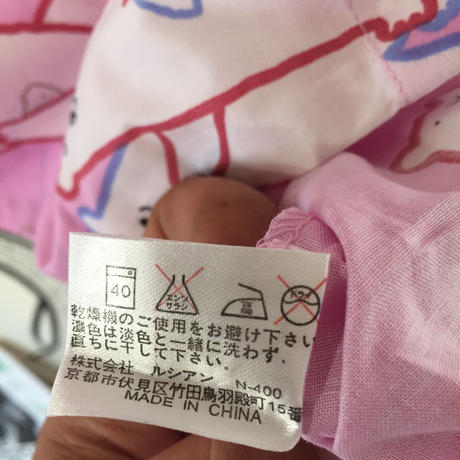 40
エンソ
サラシ
高
ドライ
乾燥機のご使用をお避け下さい
濃色は淡色と一緒に洗わず、
直ちに干して下さい。
株式会社 ルシアン N-400
京都市伏見区竹田鳥羽殿町15番
MADE IN CHINA